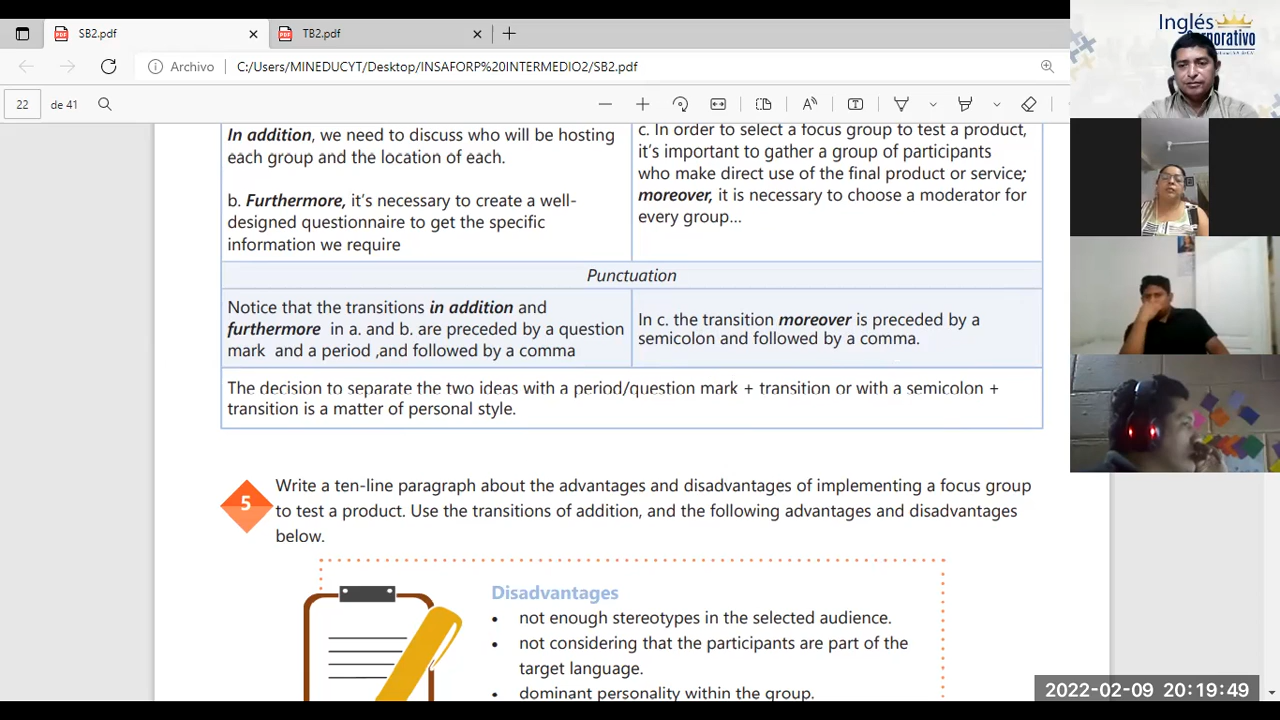 SB2.pdf
TB2.pdf
Archivo
C:/Users/MINEDUCYT/Desktop/INSAFORP%20INTERMEDIO2/SB2.pdf
22
de 41
In addition, we need to discuss who will be hosting
each group and the location of each.
b. Furthermore, it's necessary to create a well-
designed questionnaire to get the specific
information we require
c. In order to select a focus group to test a product,
it's important to gather a group of participants
who make direct use of the final product or service;
moreover, it is necessary to choose a moderator for
every group...
Punctuation
Notice that the transitions in addition and
furthermore in a. and b. are preceded by a question
mark and a period ,and followed by a comma
In c. the transition moreover is preceded by a
semicolon and followed by a comma.
The decision to separate the two ideas with a period/question mark + transition or with a semicolon +
transition is a matter of personal style.
5
Write a ten-line paragraph about the advantages and disadvantages of implementing a focus group
to test a product. Use the transitions of addition, and the following advantages and disadvantages
below.
Disadvantages
• not enough stereotypes in the selected audience.
• not considering that the participants are part of the
target language.
• dominant personality within the group.
Inglés
Corporativo
2022-02-09 20:19:49